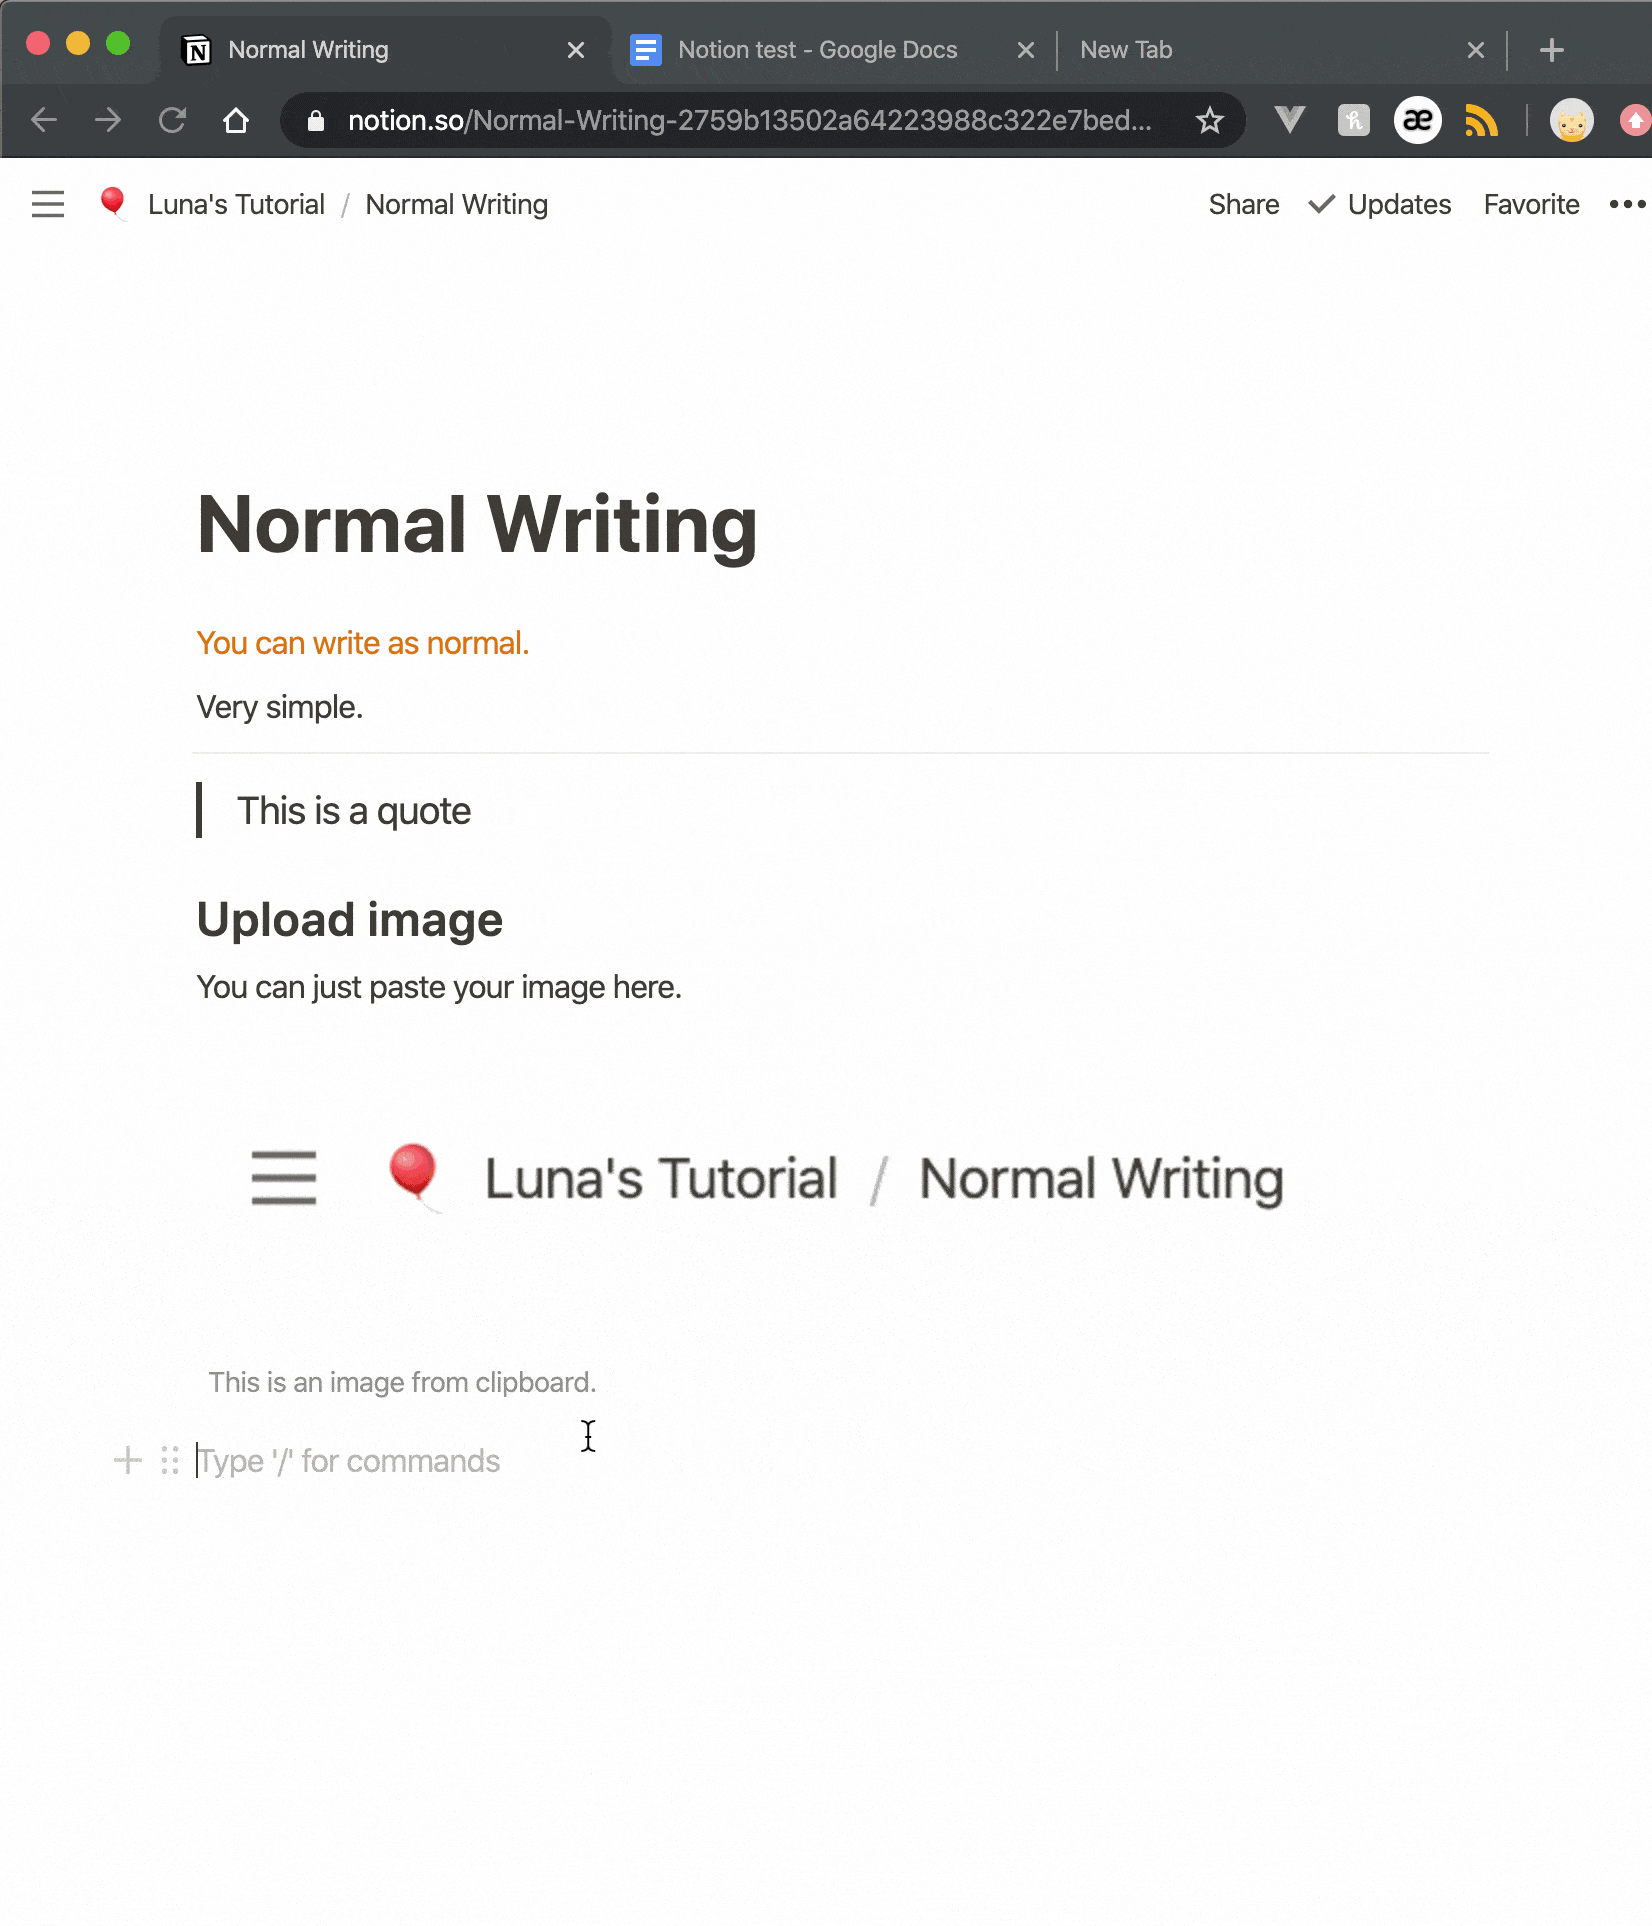 Normal Writing
Notion test - Google Docs
New Tab
notion.so/Normal-Writing-2759b13502a64223988c322e7bed...
Luna's Tutorial / Normal Writing
Share
Updates
Favorite
Normal Writing
You can write as normal.
Very simple.
This is a quote
Upload image
You can just paste your image here.
Luna's Tutorial / Normal Writing
This is an image from clipboard.
Type '/' for commands